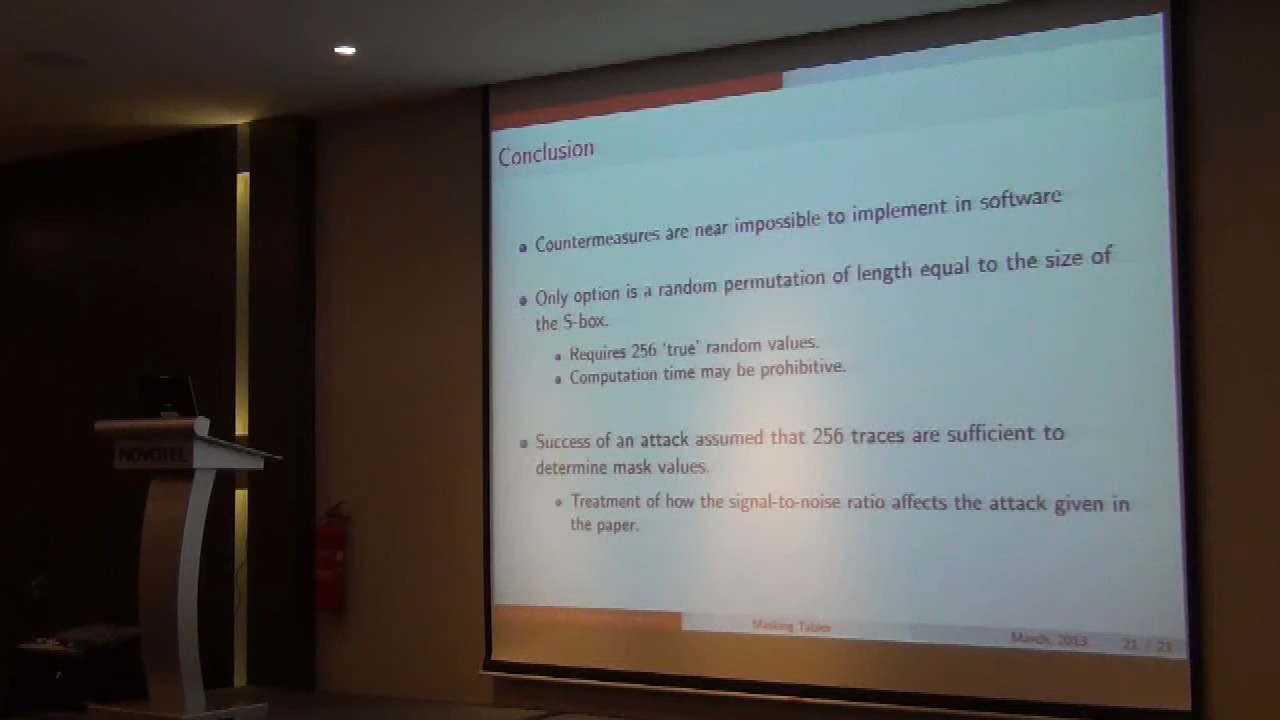 Conclusion
Countermeasures are near impossible to implement in software
Only option is a random permutation of length equal to the size of
the S-box.
Requires 256 'true' random values.
Computation time may be prohibitive.
Success of an attack assumed that 256 traces are sufficient to
determine mask values.
Treatment of how the signal-to-noise ratio affects the attack given in
the paper.
Masking Tables
March, 2013
21 / 21
NOVOTEL